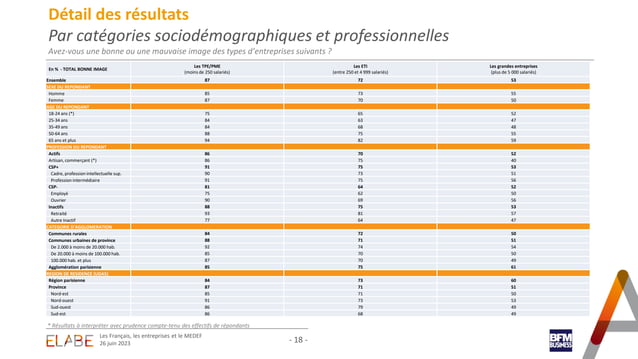 Détail des résultats
Par catégories sociodémographiques et professionnelles
Avez-vous une bonne ou une mauvaise image des types d'entreprises suivants ?
En % - TOTAL BONNE IMAGE Les TPE/PME (moins de 250 salariés) Les ETI (entre 250 et 4 999 salariés) Les grandes entreprises (plus de 5 000 salariés)
Ensemble 87 72 53
SEXE DU REPONDANT
Homme 85 73 55
Femme 87 70 50
AGE DU REPONDANT
18-24 ans (*) 75 65 52
25-34 ans 84 63 47
35-49 ans 84 68 48
50-64 ans 88 75 55
65 ans et plus 94 82 59
PROFESSION DU REPONDANT
Actifs 86 70 52
Artisan, commerçant (*) 86 75 40
CSP+ 91 75 53
Cadre, profession intellectuelle sup. 90 73 51
Profession intermédiaire 91 75 56
CSP- 81 64 52
Employé 75 62 50
Ouvrier 90 69 56
Inactifs 88 75 53
Retraité 93 81 57
Autre Inactif 77 64 47
CATEGORIE D'AGGLOMERATION
Communes rurales 84 72 50
Communes urbaines de province 88 71 51
De 2.000 à moins de 20.000 hab. 92 74 54
De 20.000 à moins de 100.000 hab. 85 70 50
100.000 hab. et plus 87 70 49
Agglomération parisienne 85 75 61
REGION DE RESIDENCE (UDA5)
Région parisienne 84 73 60
Province 87 71 51
Nord-est 85 71 50
Nord-ouest 91 73 53
Sud-ouest 86 79 49
Sud-est 86 68 49
* Résultats à interpréter avec prudence compte tenu des effectifs de répondants
ELABE
Les Français, les entreprises et le MEDEF
26 juin 2023
- 18 -
BFM
BUSINESS